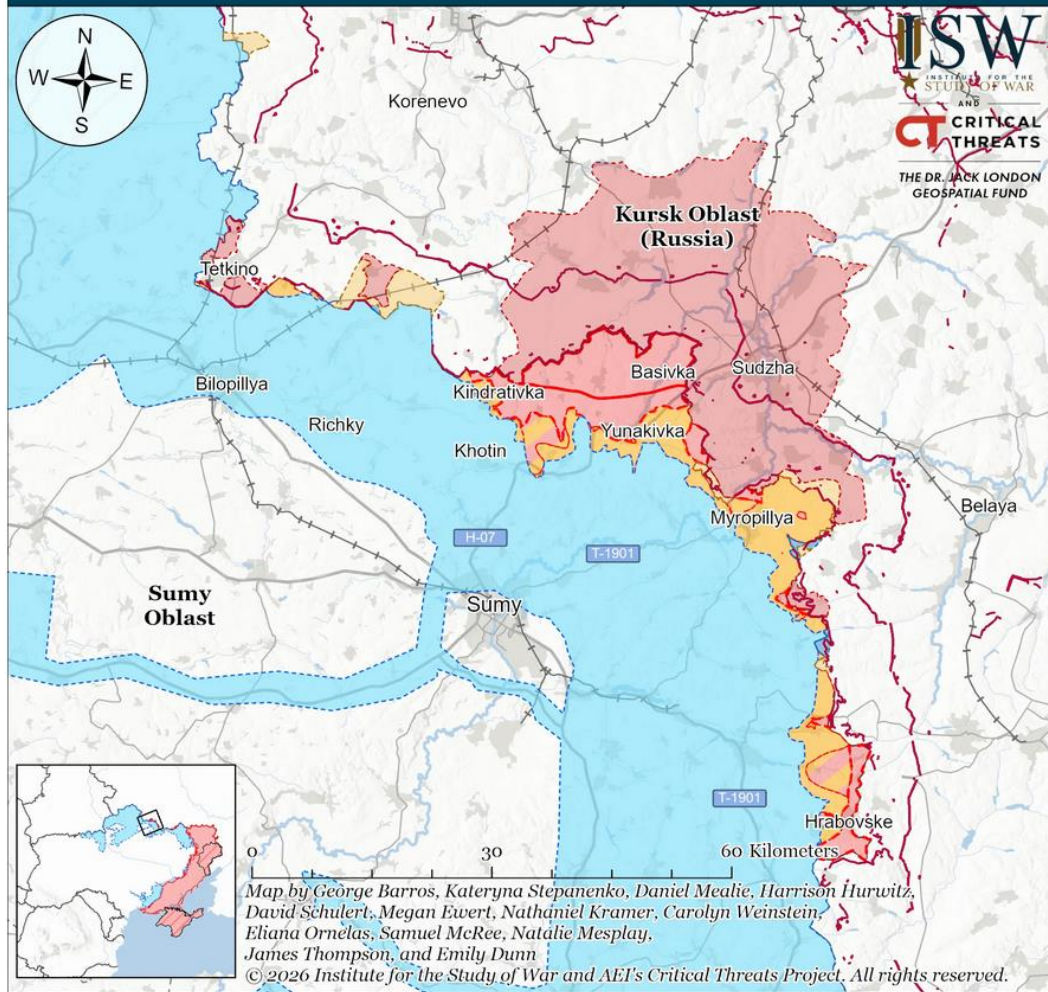 N
W E
S
ISW
INSTITUTE FOR THE
STUDY OF WAR
AND
CT CRITICAL
THREATS
THE DR. JACK LONDON
GEOSPATIAL FUND
Korenevo
Kursk Oblast
(Russia)
Tetkino
Basivka
Sudzha
Bilopillya
Kindrativka
Richky
Yunakivka
Khotin
Belaya
Myropillya
H-07
T-1901
Sumy
Oblast
Sumy
T-1901
Hrabovske
0 30 60 Kilometers
Map by George Barros, Kateryna Stepanenko, Daniel Mealie, Harrison Hurwitz,
David Schulert, Megan Ewert, Nathaniel Kramer, Carolyn Weinstein,
Eliana Ornelas, Samuel McRee, Natalie Mesplay,
James Thompson, and Emily Dunn
© 2026 Institute for the Study of War and AEI's Critical Threats Project. All rights reserved.